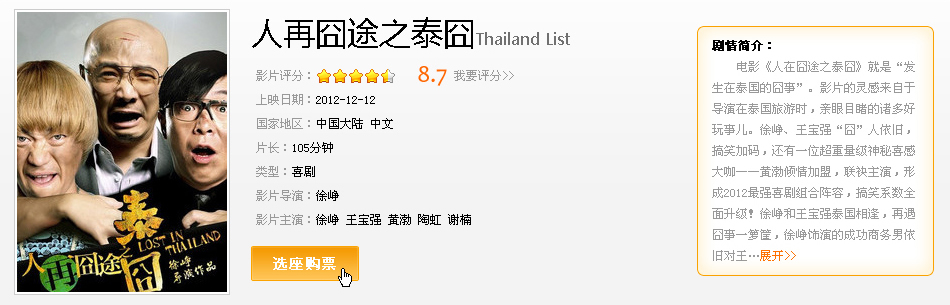 人再囧途之泰囧Thailand List
影片评分：8.7 我要评分>>
上映日期：2012-12-12
国家地区：中国大陆 中文
片长：105分钟
类型：喜剧
影片导演：徐峥
影片主演：徐峥 王宝强 黄渤 陶虹 谢楠
选座购票
泰
LOST IN
THAILAND
人再囧途之
囧
徐峥
导演作品
剧情简介：
电影《人在囧途之泰囧》就是“发
生在泰国的囧事”。影片的灵感来自于
导演在泰国旅游时，亲眼目睹的诸多好
玩事儿。徐峥、王宝强“囧”人依旧，
搞笑加码，还有一位超重量级神秘喜感
大咖——黄渤倾情加盟，联袂主演，形
成2012最强喜剧组合阵容，搞笑系数全
面升级！徐峥和王宝强泰国相逢，再遇
囧事一箩筐，徐峥饰演的成功商务男依
旧对王…展开>>